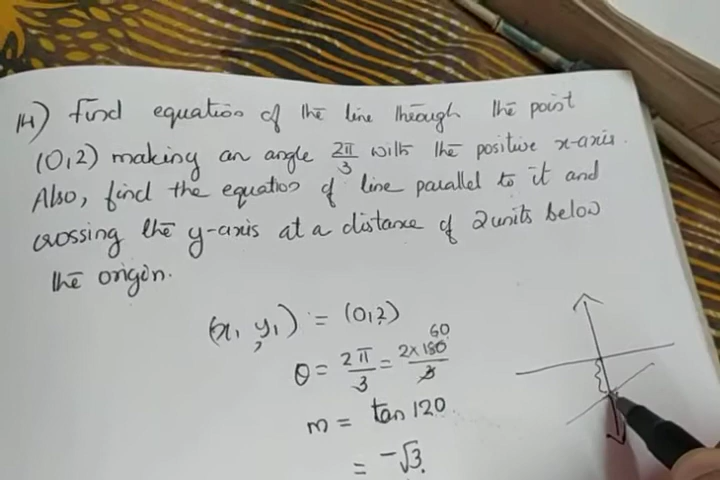 14) Find equation of the line through the point
(0,2) making an angle 2π/3 with the positive x-axis.
Also, find the equation of line parallel to it and
crossing the y-axis at a distance of 2 units below
the origin.
(x₁, y₁) = (0,2)
θ = 2π/3 = 2×180/3 60
m = tan 120
= -√3.